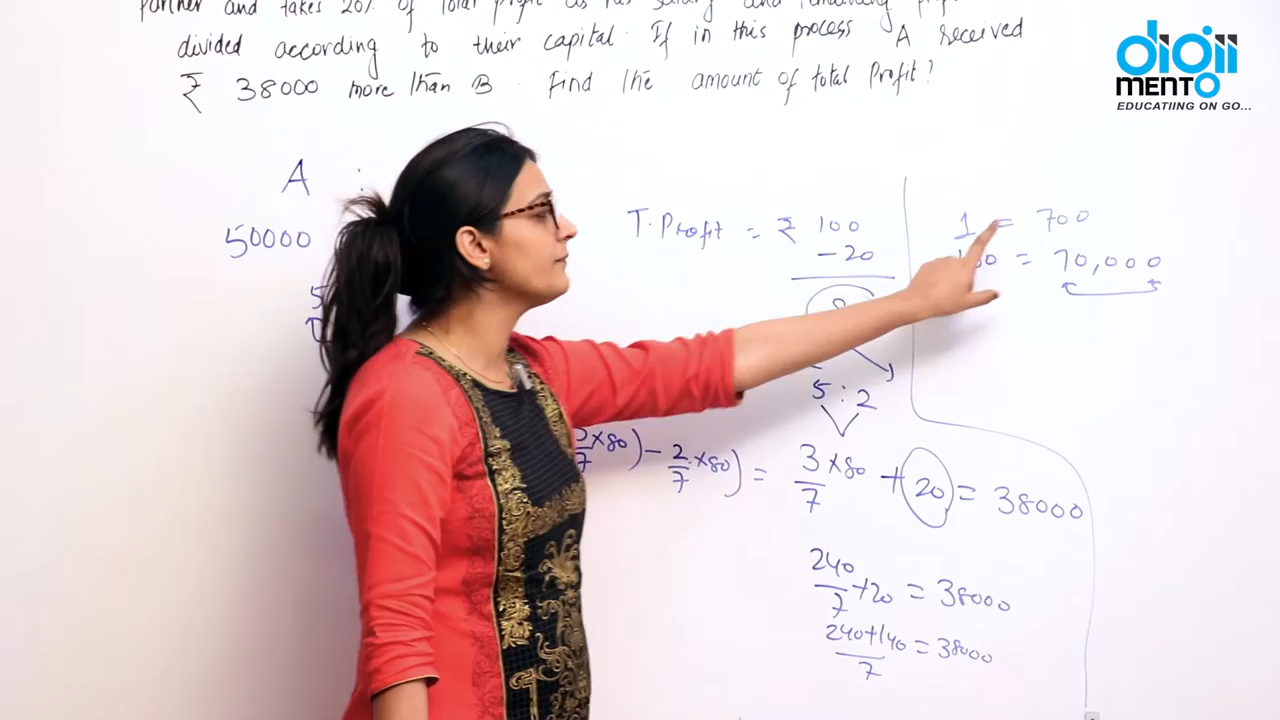 partner and takes 20% of Total profit as his salary and remaining
divided according to their capital. If in this process A received
₹ 38000 more than B. Find the amount of total Profit?
digii
MENTO
EDUCATIING ON GO...
A :
50000
5
T. Profit = ₹ 100
-20
1 = 700
= 70,000
5 : 2
×80) - 2/7 ×80) = 3/7 ×80 + 20 = 38000
240/7 +20 = 38000
240+140/7 = 38000